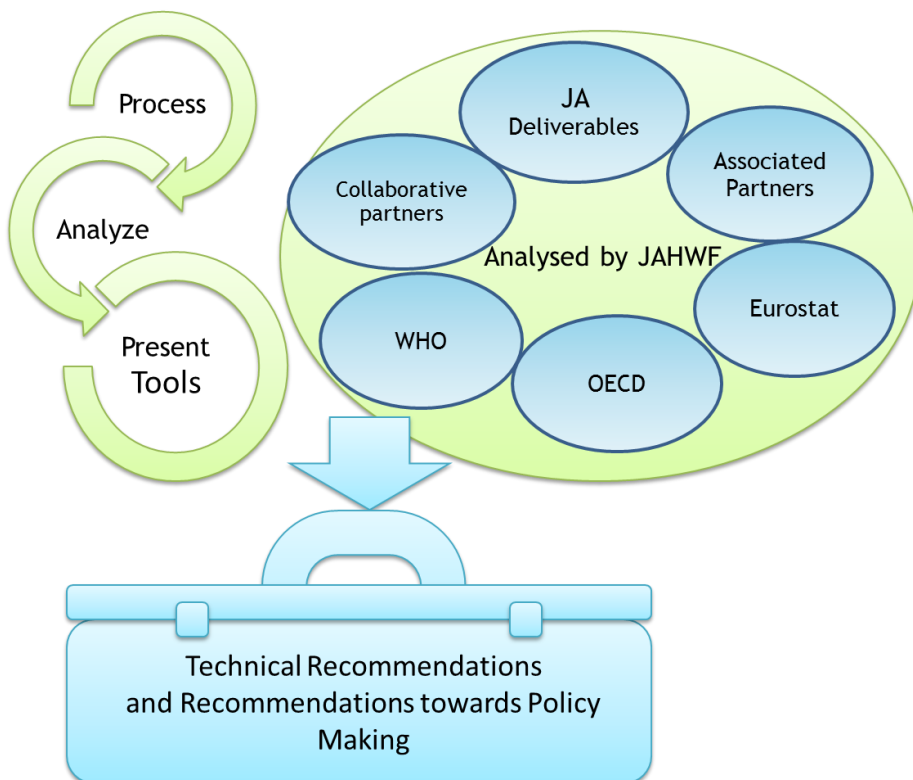 Process
Analyze
Present
Tools
JA
Deliverables
Collaborative
partners
Associated
Partners
Analysed by JAHWF
WHO
Eurostat
OECD
Technical Recommendations
and Recommendations towards Policy
Making